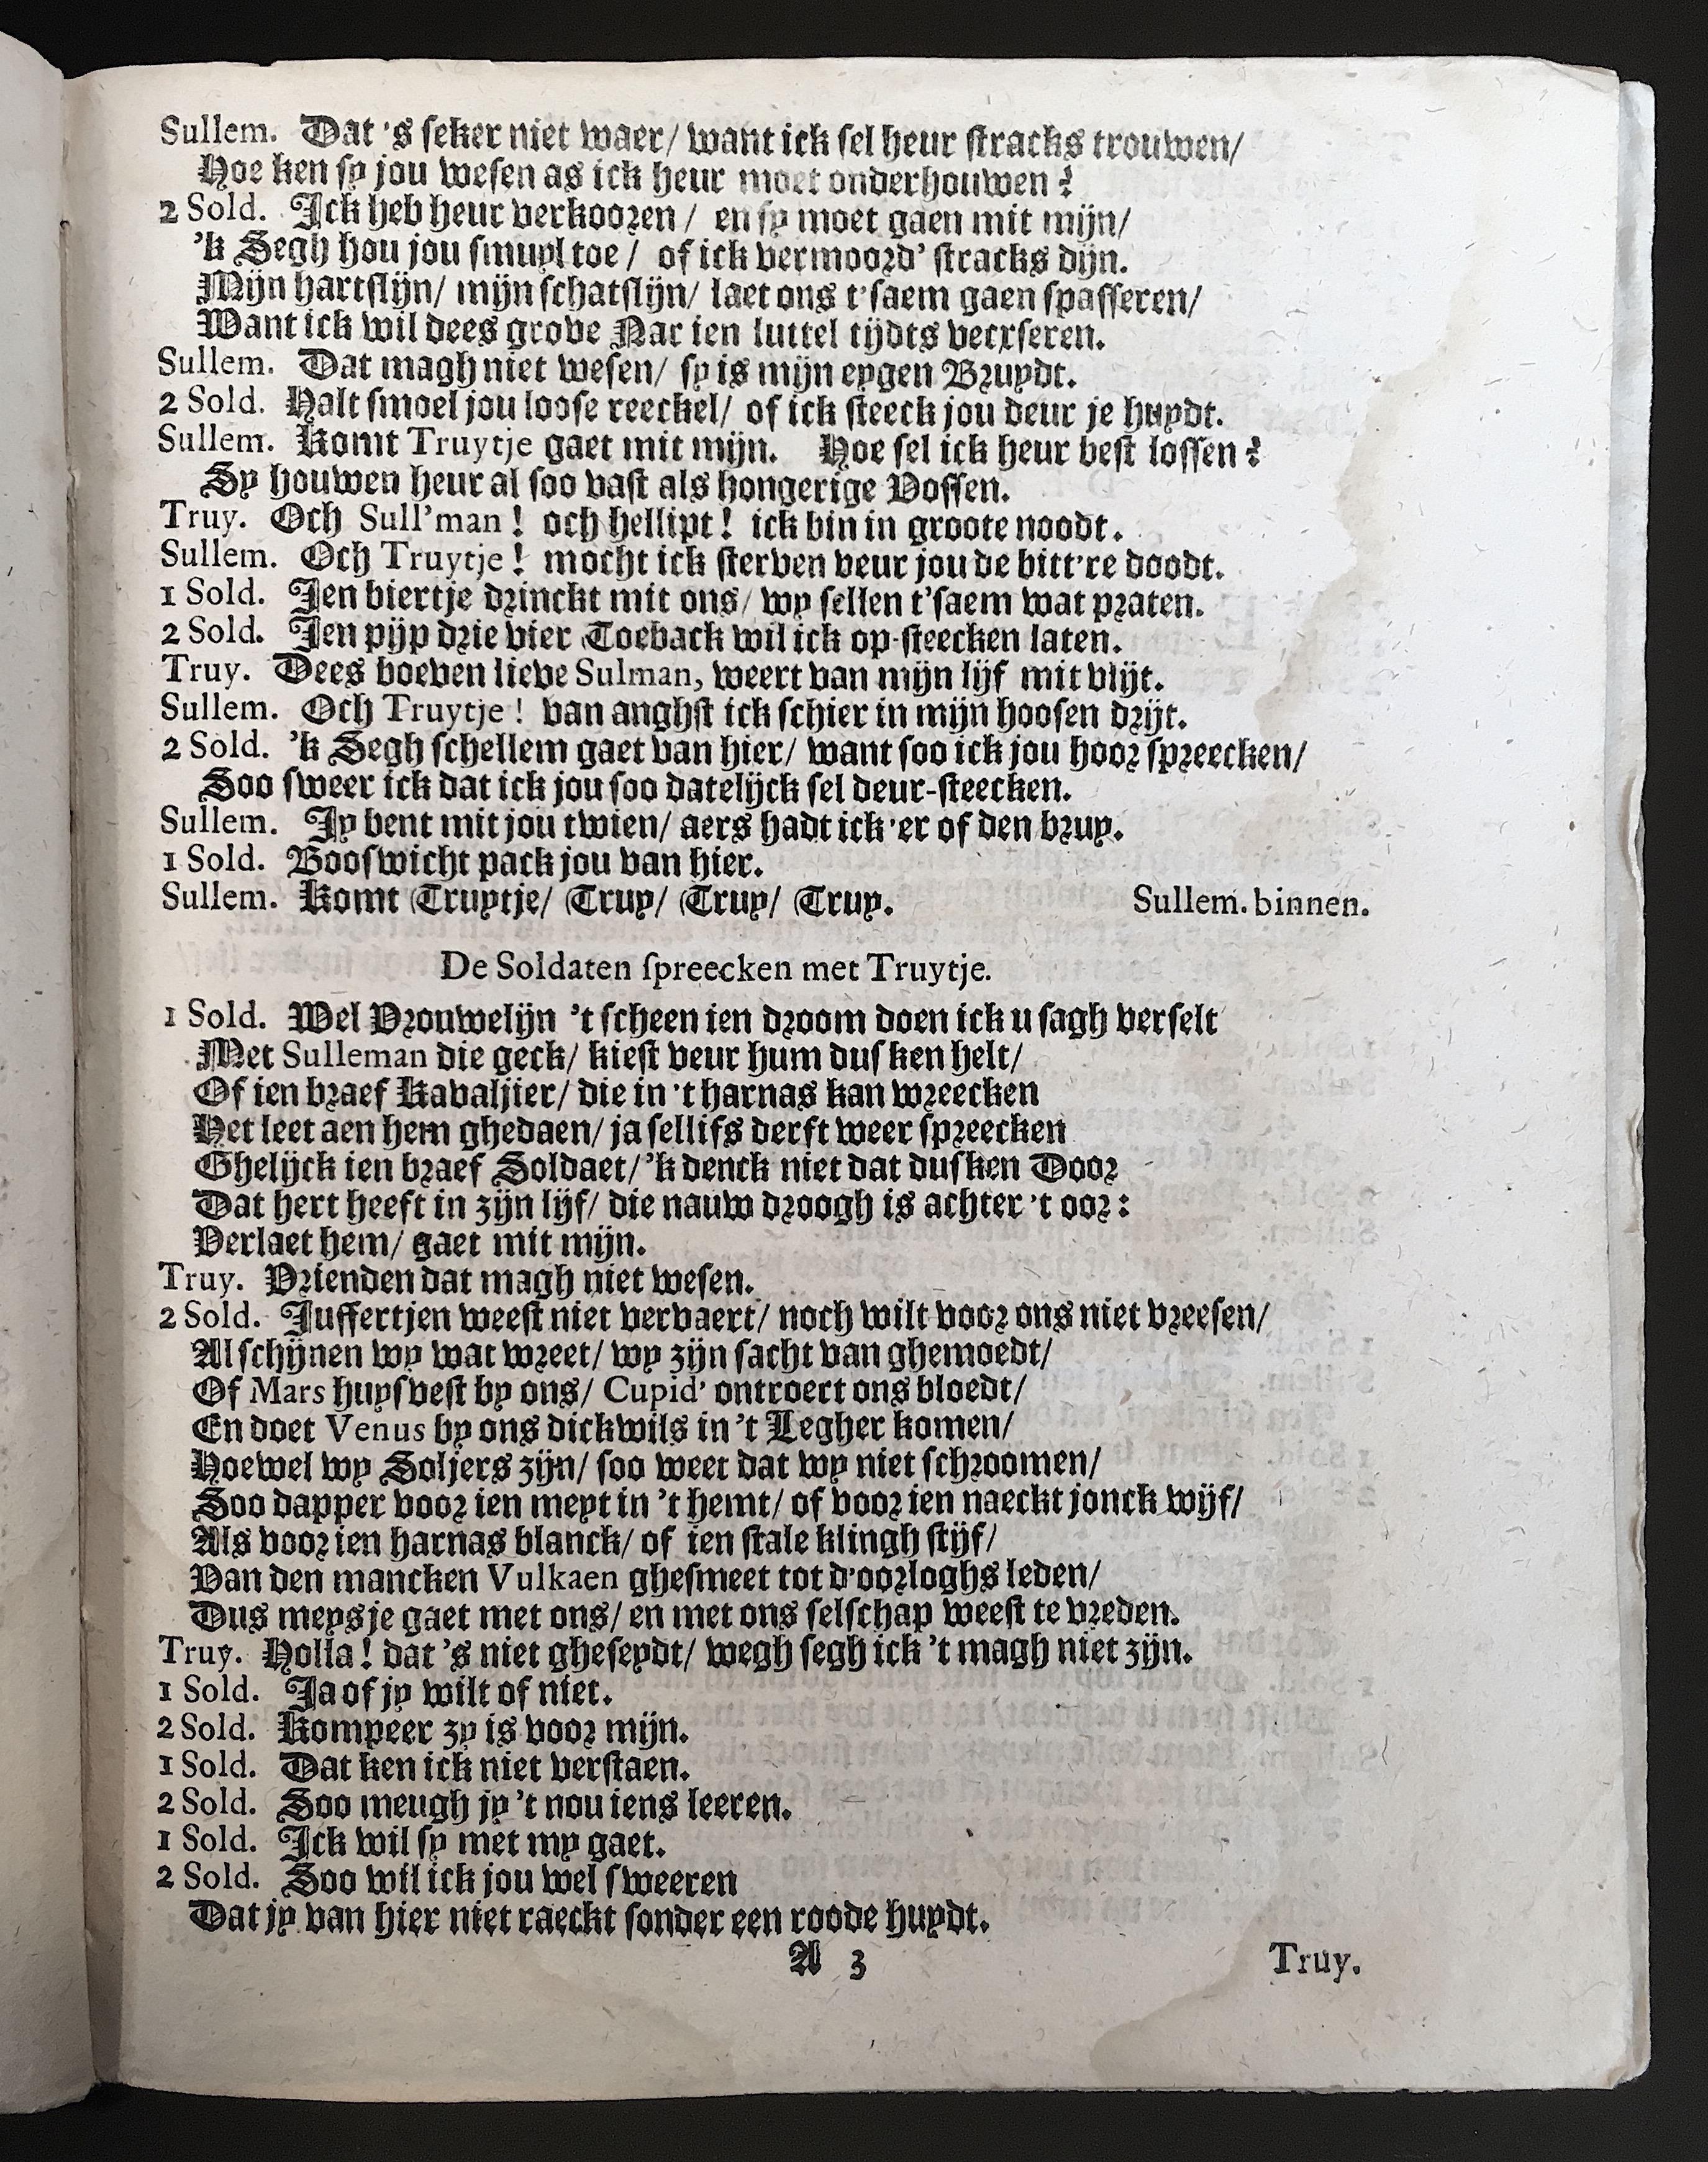 Sullem. Dat 's seker niet waer/ want ick sel heur stracks trouwen/
Hoe ken sy jou wesen as ick heur moet onderhouwen?
2 Sold. Ick heb heur verkooren/ en sy moet gaen mit mijn/
'k Segh hou jou smuyl toe/ of ick vermoord' stracks dijn.
Mijn hartslijn/ mijn schatslijn/ laet ons t'saem gaen spasseren/
Want ick wil dees grove Nar ien luttel tijdts verxseren.
Sullem. Dat magh niet wesen/ sy is mijn eygen Bruydt.
2 Sold. Halt smoel jou loose reeckel/ of ick steeck jou deur je huydt.
Sullem. Komt Truytje gaet mit mijn. Hoe sel ick heur best lossen?
Sy houwen heur al soo vast als hongerige Vossen.
Truy. Och Sull'man! och hellipt! ick bin in groote noodt.
Sullem. Och Truytje! mocht ick sterven veur jou de bitt're doodt.
1 Sold. Ien biertje drinckt mit ons/ wy sellen t'saem wat praten.
2 Sold. Ien pijp drie vier Toeback wil ick op-steecken laten.
Truy. Dees boeven lieve Sulman, weert van mijn lijf mit vlijt.
Sullem. Och Truytje! van anghst ick schier in mijn hoosen drijt.
2 Sold. 'k Segh schellem gaet van hier/ want soo ick jou hoor spreecken/
Soo sweer ick dat ick jou soo datelijck sel deur-steecken.
Sullem. Iy bent mit jou twien/ aers hadt ick 'er of den bruy.
1 Sold. Booswicht pack jou van hier.
Sullem. Komt Truytje/ Truy/ Truy/ Truy. Sullem. binnen.
De Soldaten spreecken met Truytje.
1 Sold. Wel Vrouwelijn 't scheen ien droom doen ick u sagh verselt
Met Sulleman die geck/ kiest veur hum dus ken helt/
Of ien braef Kavaljier/ die in 't harnas kan wreecken
Het leet aen hem ghedaen/ ja sellifs derft weer spreecken
Ghelijck ien braef Soldaet/ 'k denck niet dat dusken Door
Dat hert heeft in zijn lijf/ die nauw droogh is achter 't oor:
Verlaet hem/ gaet mit mijn.
Truy. Vrienden dat magh niet wesen.
2 Sold. Iuffertjen weest niet vervaert/ noch wilt voor ons niet vreesen/
Al schijnen wy wat wreet/ wy zijn sacht van ghemoedt/
Of Mars huysvest by ons/ Cupid' ontroert ons bloedt/
En doet Venus by ons dickwils in 't Legher komen/
Hoewel wy Soljers zijn/ soo weet dat wy niet schroomen/
Soo dapper voor ien meyt in 't hemt/ of voor ien naeckt jonck wijf/
Als voor ien harnas blanck/ of ien stale klingh stijf/
Van den mancken Vulkaen ghesmeet tot d'oorloghs leden/
Dus meysje gaet met ons/ en met ons selschap weest te vreden.
Truy. Holla! dat 's niet gheseydt/ wegh segh ick 't magh niet zijn.
1 Sold. Ja of jy wilt of niet.
2 Sold. Kompeer zy is voor mijn.
1 Sold. Dat ken ick niet verstaen.
2 Sold. Soo meugh jy 't nou iens leeren.
1 Sold. Ick wil sy met my gaet.
2 Sold. Soo wil ick jou wel sweeren
Dat jy van hier niet raeckt sonder een roode huydt.
A 3 Truy.